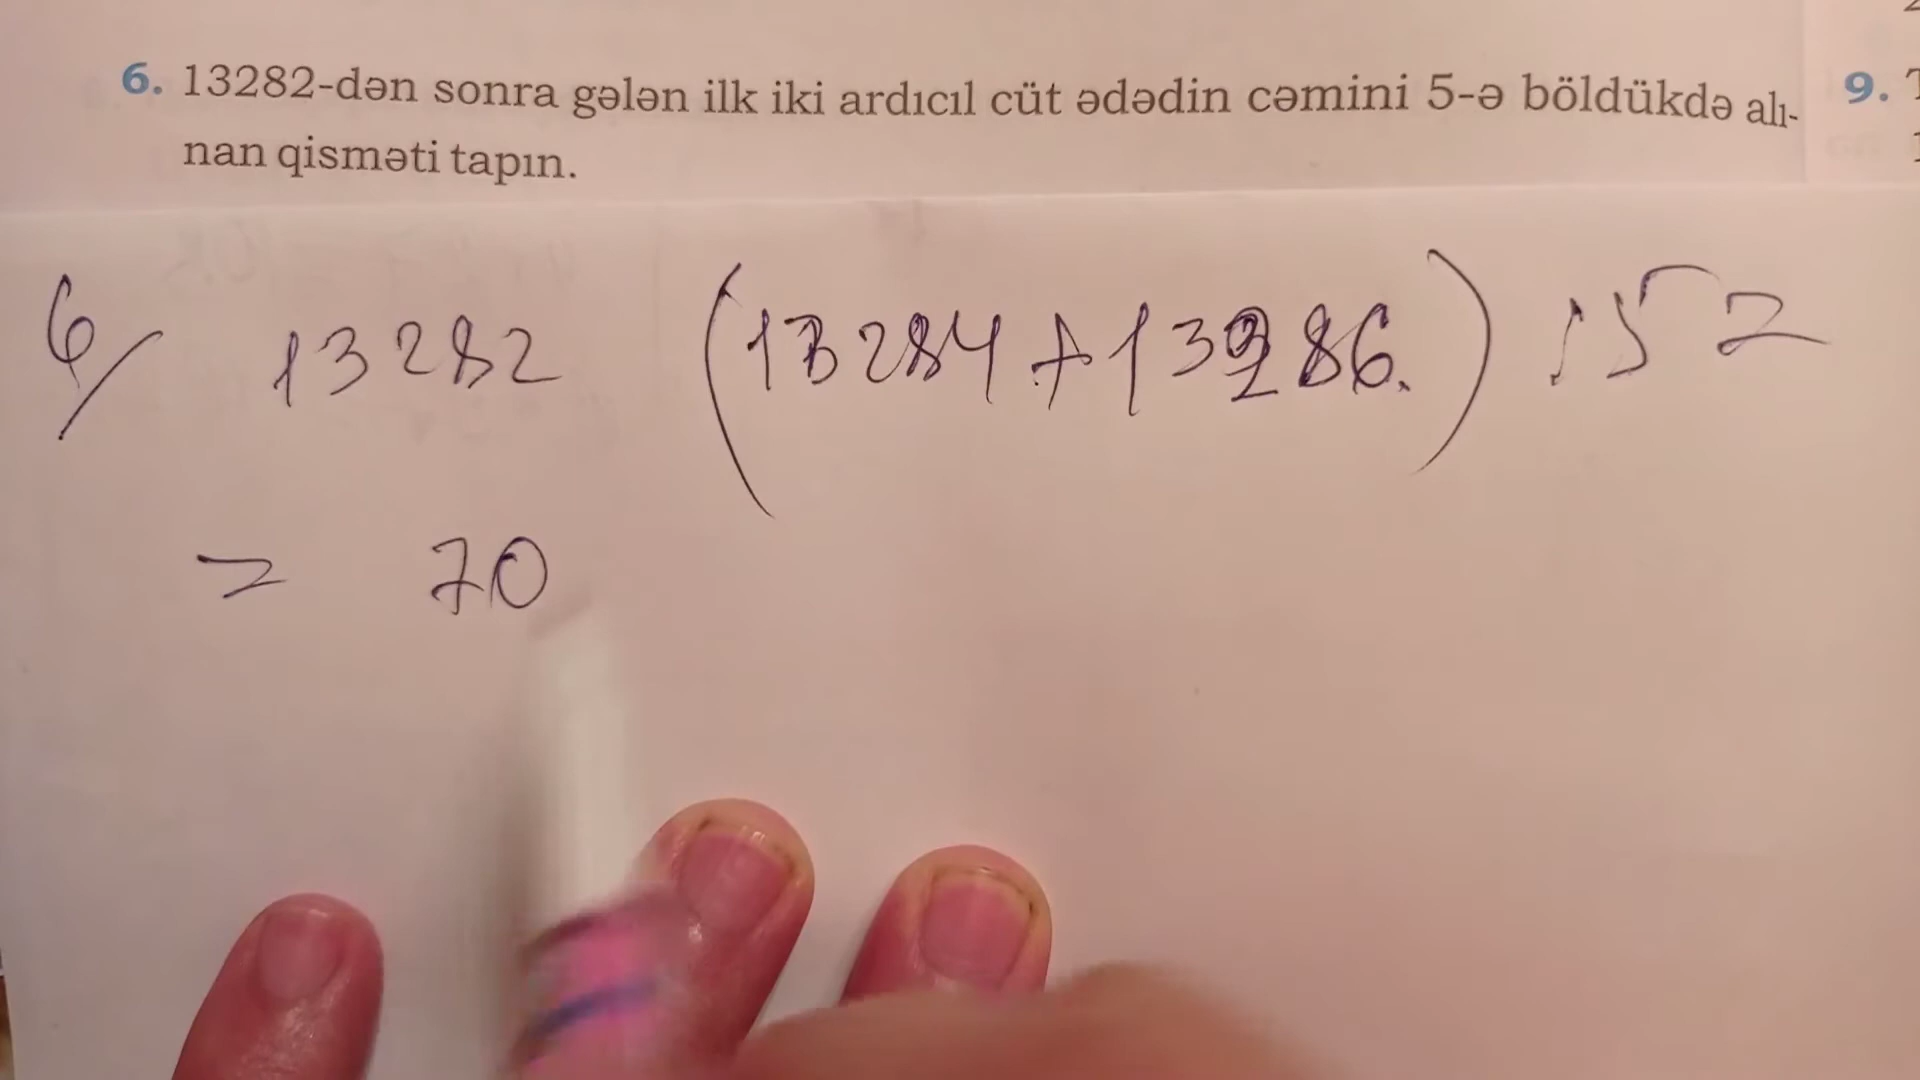 6. 13282-dən sonra gələn ilk iki ardıcıl cüt ədədin cəmini 5-ə böldükdə alı-
nan qisməti tapın.
9.
6/ 13282 (13284+13286.) : 5 =
= 70